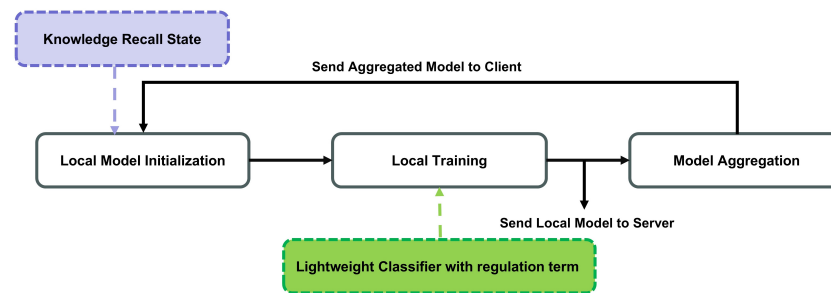 Knowledge Recall State
Send Aggregated Model to Client
Local Model Initialization
Local Training
Model Aggregation
Send Local Model to Server
Lightweight Classifier with regulation term